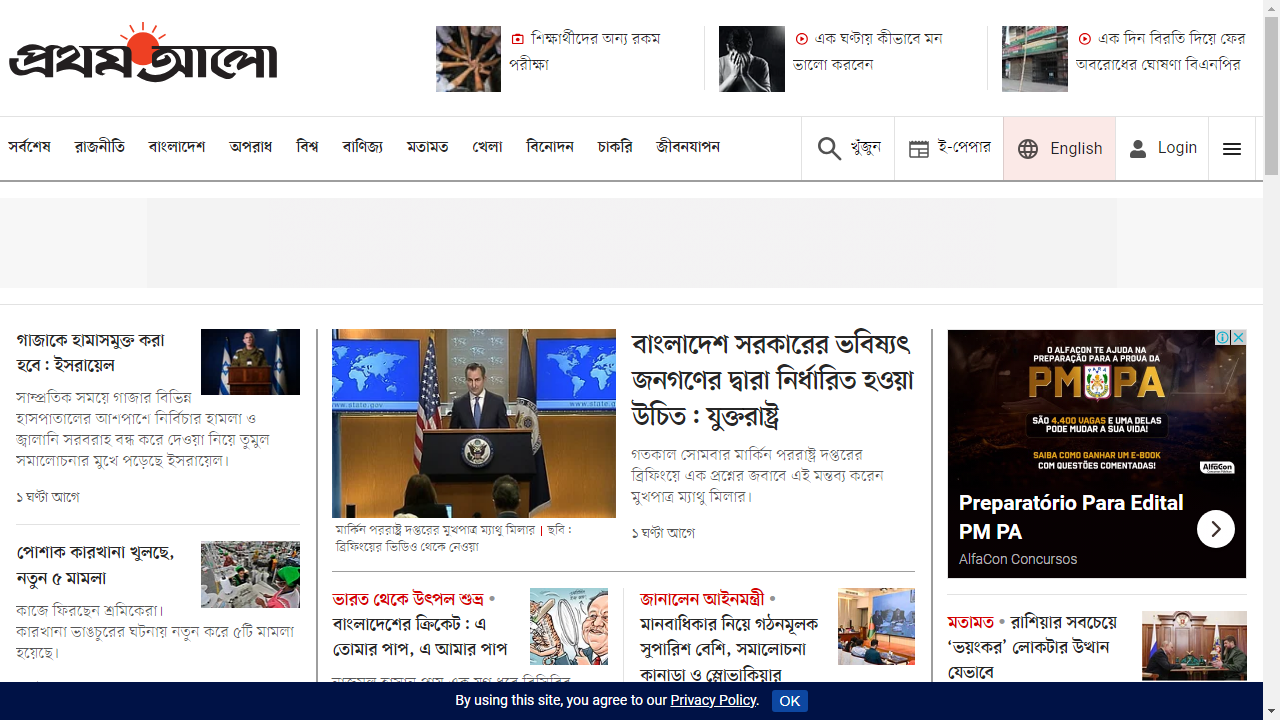 প্রথম আলো
শিক্ষার্থীদের অন্য রকম
পরীক্ষা
এক ঘণ্টায় কীভাবে মন
ভালো করবেন
এক দিন বিরতি দিয়ে ফের
অবরোধের ঘোষণা বিএনপির
সর্বশেষ রাজনীতি বাংলাদেশ অপরাধ বিশ্ব বাণিজ্য মতামত খেলা বিনোদন চাকরি জীবনযাপন
খুঁজুন ই-পেপার English Login
গাজাকে হামাসমুক্ত করা
হবে : ইসরায়েল
সাম্প্রতিক সময়ে গাজার বিভিন্ন
হাসপাতালের আশপাশে নির্বিচার হামলা ও
জ্বালানি সরবরাহ বন্ধ করে দেওয়া নিয়ে তুমুল
সমালোচনার মুখে পড়েছে ইসরায়েল।
১ ঘণ্টা আগে
পোশাক কারখানা খুলছে,
নতুন ৫ মামলা
কাজে ফিরছেন শ্রমিকেরা।
কারখানা ভাঙচুরের ঘটনায় নতুন করে ৫টি মামলা
হয়েছে।
www.state.gov
www.state.g
মার্কিন পররাষ্ট্র দপ্তরের মুখপাত্র ম্যাথু মিলার | ছবি :
ব্রিফিংয়ের ভিডিও থেকে নেওয়া
বাংলাদেশ সরকারের ভবিষ্যৎ
জনগণের দ্বারা নির্ধারিত হওয়া
উচিত : যুক্তরাষ্ট্র
গতকাল সোমবার মার্কিন পররাষ্ট্র দপ্তরের
ব্রিফিংয়ে এক প্রশ্নের জবাবে এই মন্তব্য করেন
মুখপাত্র ম্যাথু মিলার।
১ ঘণ্টা আগে
ভারত থেকে উৎপল শুভ্র •
বাংলাদেশের ক্রিকেট : এ
তোমার পাপ, এ আমার পাপ
জানালেন আইনমন্ত্রী •
মানবাধিকার নিয়ে গঠনমূলক
সুপারিশ বেশি, সমালোচনা
কানাডা ও স্লোভাকিয়ার
O ALFACON TE AJUDA NA
PREPARAÇÃO PARA A PROVA DA
PM PA
SÃO 4.400 VAGAS E UMA DELAS
PODE MUDAR A SUA VIDA!
SAIBA COMO GANHAR UM E-BOOK
COM QUESTÕES COMENTADAS!
AlfaCon
Preparatório Para Edital
PM PA
AlfaCon Concursos
মতামত • রাশিয়ার সবচেয়ে
‘ভয়ংকর’ লোকটার উত্থান
যেভাবে
By using this site, you agree to our Privacy Policy. OK